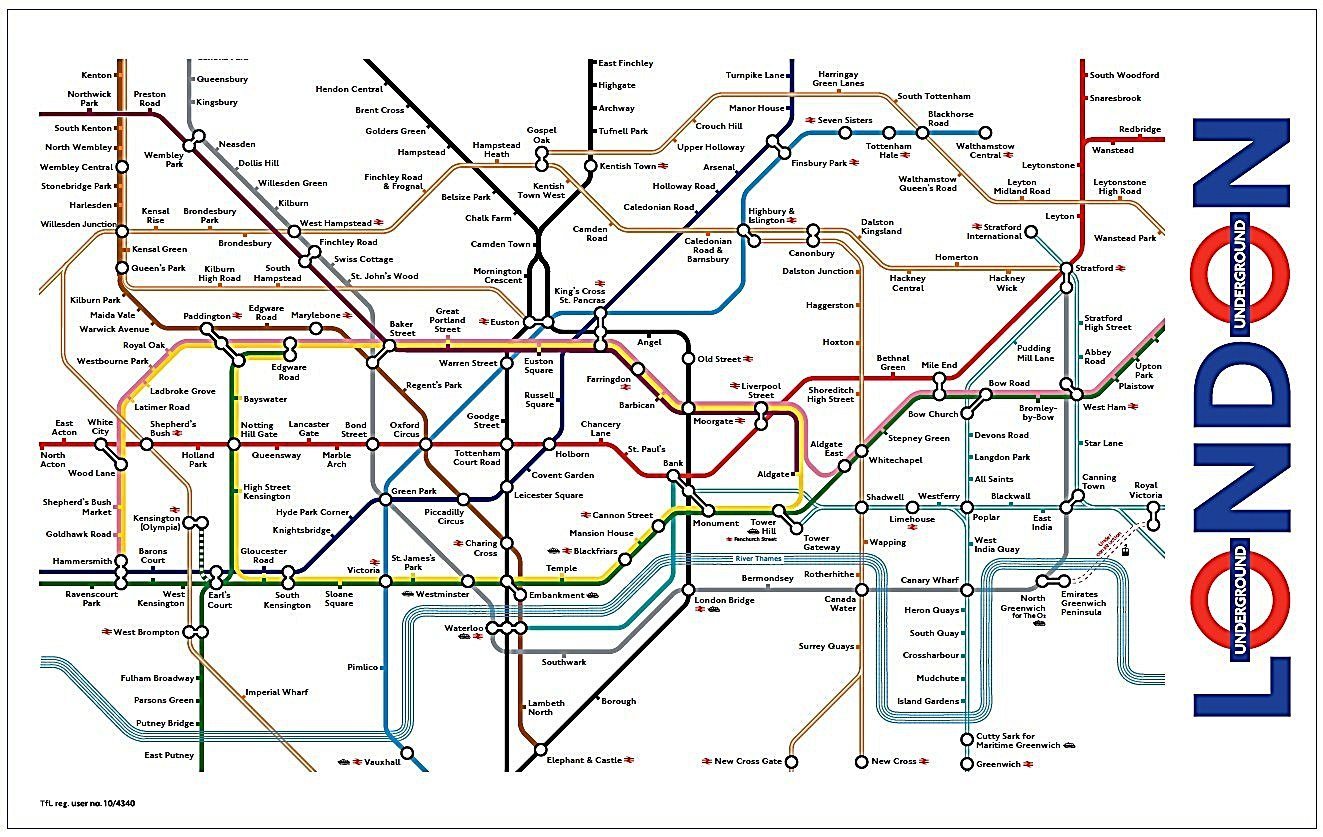 East Finchley
Kenton
Queensbury
Turnpike Lane
Harringay
Green Lanes
South Woodford
Hendon Central
Highgate
Northwick
Park
Preston
Road
Kingsbury
South Tottenham
Snaresbrook
Brent Cross
Archway
Manor House
Blackhorse
Road
Seven Sisters
South Kenton
Golders Green
Tufnell Park
Gospel
Oak
Crouch Hill
Redbridge
North Wembley
Neasden
Hampstead
Hampstead
Heath
Upper Holloway
Wanstead
Wembley
Park
Dollis Hill
Kentish Town
Arsenal
Finsbury Park
Tottenham
Hale
Walthamstow
Central
Leytonstone
Wembley Central
Stonebridge Park
Willesden Green
Finchley Road
& Frognal
Belsize Park
Kentish
Town West
Holloway Road
Walthamstow
Queen's Road
Leyton
Midland Road
Leytonstone
High Road
Harlesden
Kilburn
Chalk Farm
Caledonian Road
Highbury &
Islington
Leyton
Willesden Junction
Kensal
Rise
Brondesbury
Park
West Hampstead
Dalston
Kingsland
Stratford
International
Wanstead Park
Brondesbury
Finchley Road
Camden Town
Camden
Road
Caledonian
Road &
Barnsbury
Canonbury
Kensal Green
Swiss Cottage
Homerton
Queen's Park
Kilburn
High Road
South
Hampstead
St. John's Wood
Mornington
Crescent
Dalston Junction
Hackney
Central
Hackney
Wick
Stratford
King's Cross
St. Pancras
Kilburn Park
Haggerston
Maida Vale
Warwick Avenue
Paddington
Edgware
Road
Marylebone
Baker
Street
Great
Portland
Street
Euston
Angel
Stratford
High Street
Royal Oak
Hoxton
Pudding
Mill Lane
Abbey
Road
Westbourne Park
Edgware
Road
Warren Street
Euston
Square
Old Street
Bethnal
Green
Mile End
Upton
Park
Ladbroke Grove
Regent's Park
Farringdon
Liverpool
Street
Shoreditch
High Street
Bow Road
Plaistow
Latimer Road
Bayswater
Goodge
Street
Russell
Square
Barbican
Moorgate
Bow Church
Bromley-
by-Bow
West Ham
East
Acton
White
City
Shepherd's
Bush
Notting
Hill Gate
Lancaster
Gate
Bond
Street
Oxford
Circus
Chancery
Lane
Stepney Green
Devons Road
Star Lane
North
Acton
Wood Lane
Holland
Park
Queensway
Marble
Arch
Tottenham
Court Road
Holborn
St. Paul's
Aldgate
East
Whitechapel
Langdon Park
Bank
Aldgate
Covent Garden
All Saints
Canning
Town
Royal
Victoria
High Street
Kensington
Green Park
Leicester Square
Shadwell
Westferry
Blackwall
Shepherd's Bush
Market
Kensington
(Olympia)
Hyde Park Corner
Piccadilly
Circus
Cannon Street
Monument
Tower
Hill
Fenchurch Street
Limehouse
Poplar
East
India
Goldhawk Road
Knightsbridge
Mansion House
Tower
Gateway
Wapping
West
India Quay
Charing
Cross
Blackfriars
River Thames
Hammersmith
Barons
Court
Gloucester
Road
Victoria
St. James's
Park
Temple
Bermondsey
Rotherhithe
Canary Wharf
Ravenscourt
Park
West
Kensington
Earl's
Court
South
Kensington
Sloane
Square
Westminster
Embankment
London Bridge
Canada
Water
Heron Quays
North
Greenwich
for The O2
Emirates
Greenwich
Peninsula
West Brompton
Waterloo
South Quay
Surrey Quays
Crossharbour
Southwark
Pimlico
Fulham Broadway
Imperial Wharf
Mudchute
Parsons Green
Lambeth
North
Borough
Island Gardens
Putney Bridge
Cutty Sark for
Maritime Greenwich
East Putney
Vauxhall
Elephant & Castle
New Cross Gate
New Cross
Greenwich
TfL reg. user no. 10/4340
LONDON
UNDERGROUND
UNDERGROUND